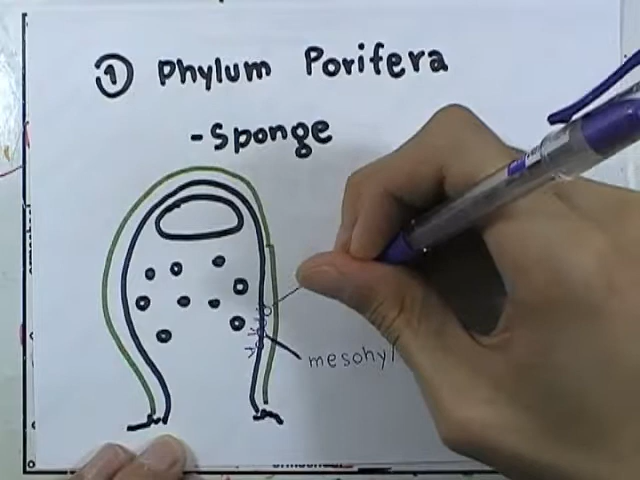 ① Phylum Porifera
- Sponge
mesohyl